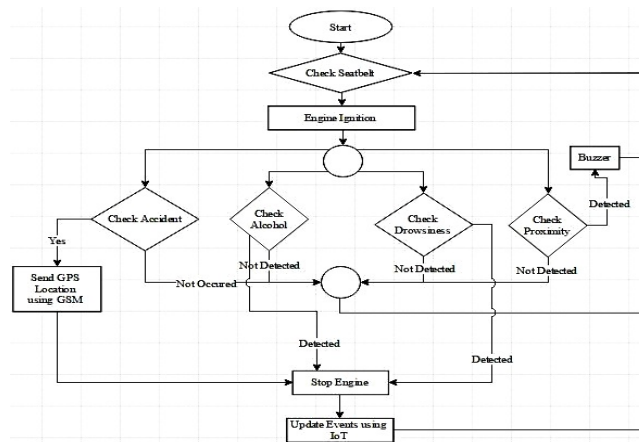 Start
Check Seatbelt
Engine Ignition
Buzzer
Detected
Check Accident
Check
Alcohol
Check
Drowsiness
Check
Proximity
Yes
Not Detected
Not Detected
Not Detected
Send GPS
Location
using GSM
Not Occured
Detected
Detected
Stop Engine
Update Events using
IoT